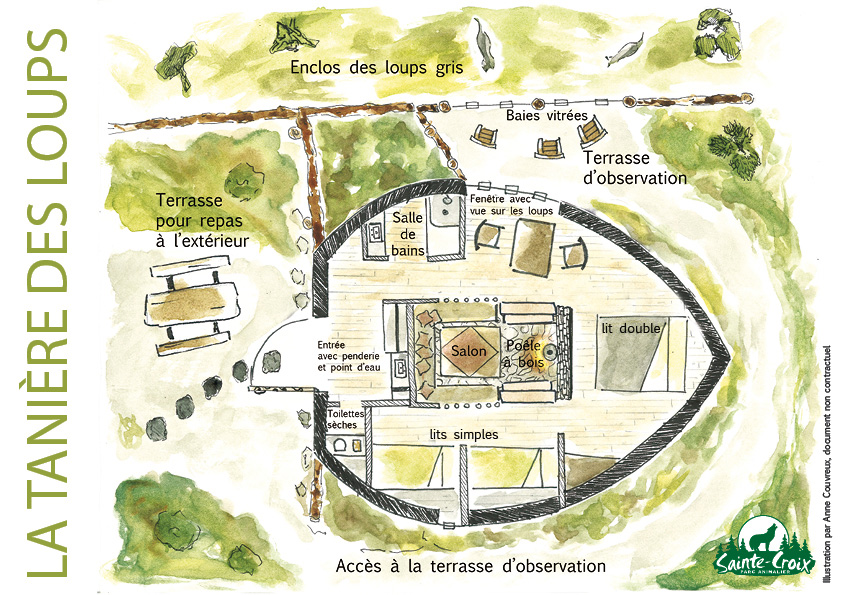 LA TANIÈRE DES LOUPS
Enclos des loups gris
Baies vitrées
Terrasse
d'observation
Terrasse
pour repas
à l'extérieur
Salle
de
bains
Fenêtre avec
vue sur les loups
Entrée
avec penderie
et point d'eau
Salon
Poêle
à bois
lit double
Toilettes
sèches
lits simples
Accès à la terrasse d'observation
Sainte-Croix
PARC ANIMALIER
Illustration par Anne Couvreux, document non contractuel